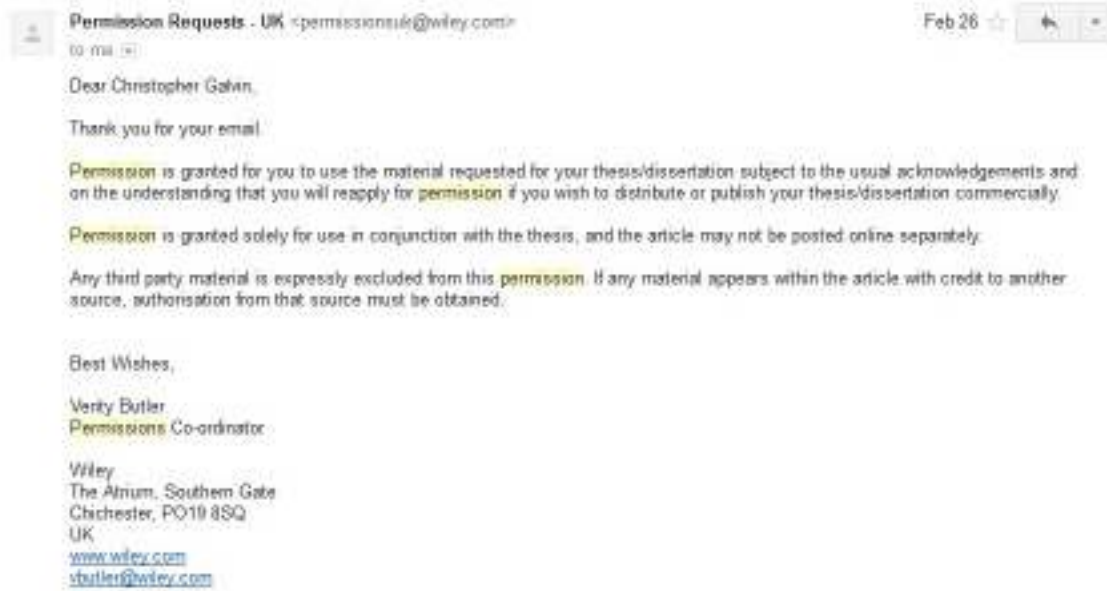 Permission Requests - UK <permissionsuk@wiley.com>
Feb 26
to me
Dear Christopher Galvin,
Thank you for your email.
Permission is granted for you to use the material requested for your thesis/dissertation subject to the usual acknowledgements and
on the understanding that you will reapply for permission if you wish to distribute or publish your thesis/dissertation commercially.
Permission is granted solely for use in conjunction with the thesis, and the article may not be posted online separately.
Any third party material is expressly excluded from this permission. If any material appears within the article with credit to another
source, authorisation from that source must be obtained.
Best Wishes,
Verity Butler
Permissions Co-ordinator
Wiley
The Atrium, Southern Gate
Chichester, PO19 8SQ
UK
www.wiley.com
vbutler@wiley.com